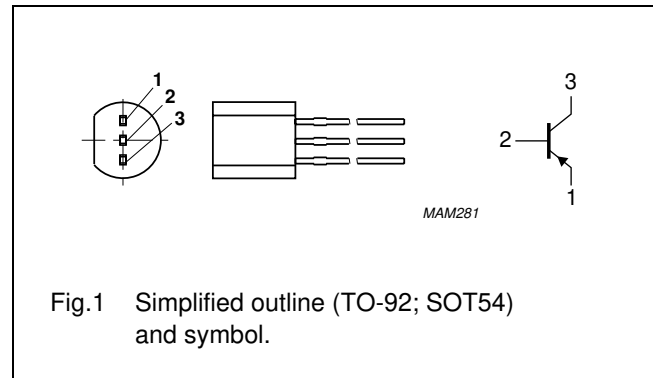 1
2
3
3
2
1
MAM281
Fig.1 Simplified outline (TO-92; SOT54)
and symbol.